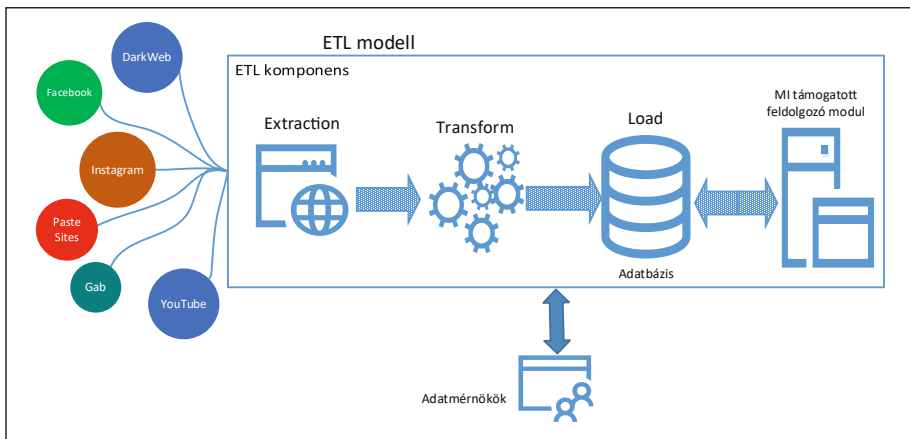 ETL modell
DarkWeb
Facebook
Instagram
Paste
Sites
Gab
YouTube
ETL komponens
Extraction
Transform
Load
Adatbázis
MI támogatott
feldolgozó modul
Adatmérnökök